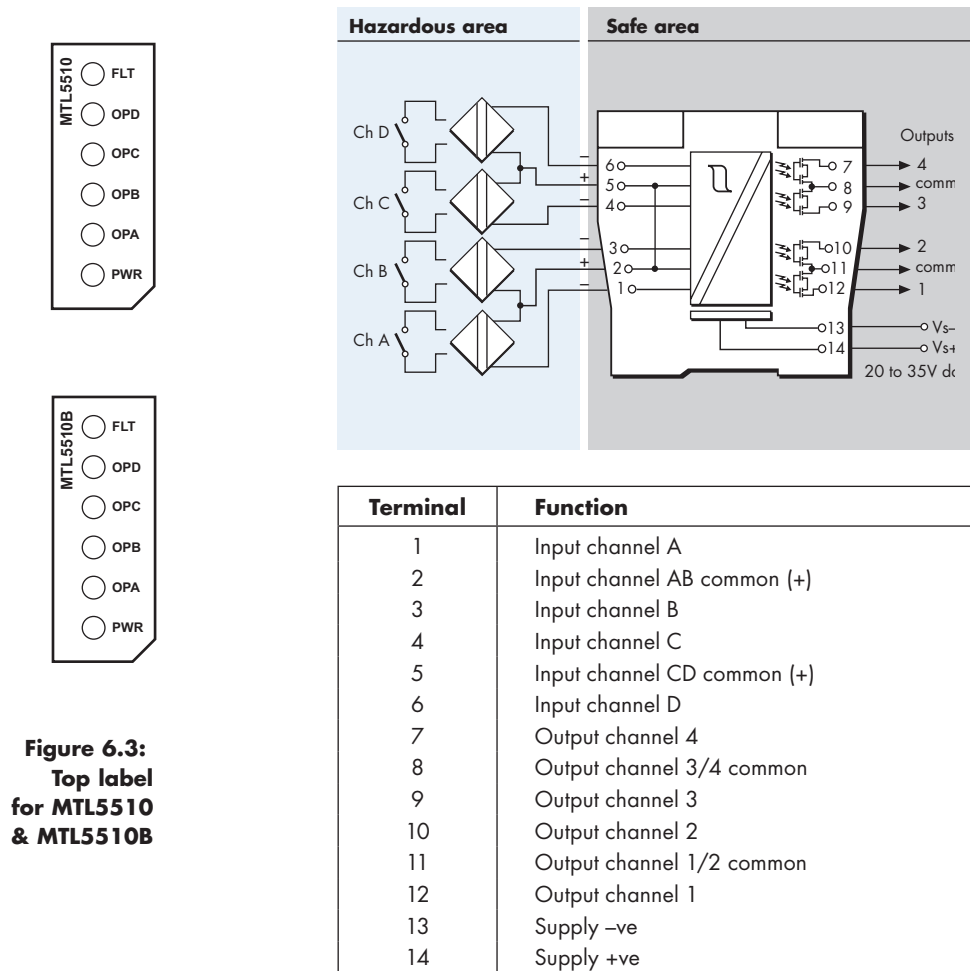 MTL5510
FLT
OPD
OPC
OPB
OPA
PWR
MTL5510B
FLT
OPD
OPC
OPB
OPA
PWR
Figure 6.3:
Top label
for MTL5510
& MTL5510B
Hazardous area
Safe area
Ch D
Ch C
Ch B
Ch A
–
+
–
+
–
6
5
4
3
2
1
7
8
9
10
11
12
13
14
Outputs
4
3
2
1
Vs–
20 to 35V
Terminal Function
1 Input channel A
2 Input channel AB common (+)
3 Input channel B
4 Input channel C
5 Input channel CD common (+)
6 Input channel D
7 Output channel 4
8 Output channel 3/4 common
9 Output channel 3
10 Output channel 2
11 Output channel 1/2 common
12 Output channel 1
13 Supply –ve
14 Supply +ve